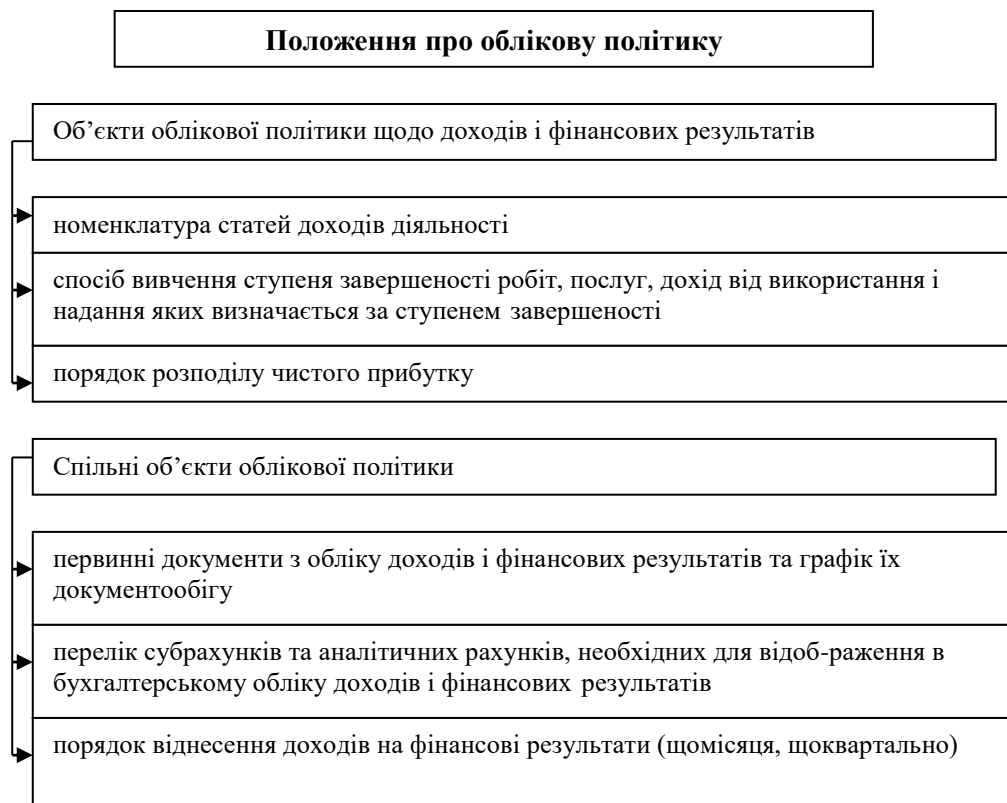 Положення про облікову політику
Об’єкти облікової політики щодо доходів і фінансових результатів
номенклатура статей доходів діяльності
спосіб вивчення ступеня завершеності робіт, послуг, дохід від використання і
надання яких визначається за ступенем завершеності
порядок розподілу чистого прибутку
Спільні об’єкти облікової політики
первинні документи з обліку доходів і фінансових результатів та графік їх
документообігу
перелік субрахунків та аналітичних рахунків, необхідних для відоб-раження в
бухгалтерському обліку доходів і фінансових результатів
порядок віднесення доходів на фінансові результати (щомісяця, щоквартально)